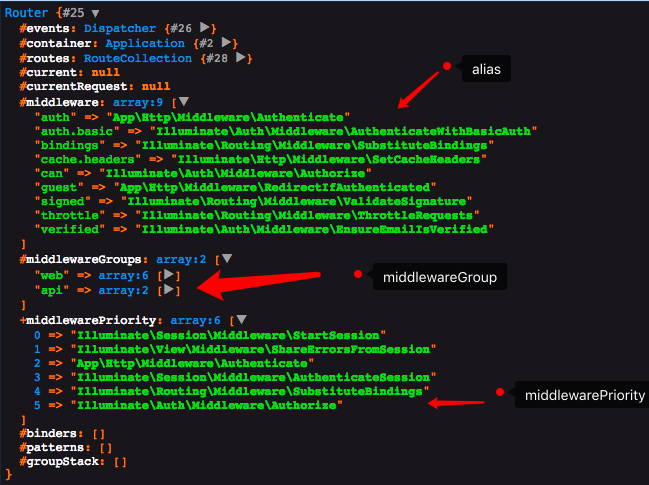 Router {#25 ▼
#events: Dispatcher {#26 ▶}
#container: Application {#2 ▶}
#routes: RouteCollection {#28 ▶}
#current: null
#currentRequest: null
alias
#middleware: array:9 [▼
"auth" => "App\Http\Middleware\Authenticate"
"auth.basic" => "Illuminate\Auth\Middleware\AuthenticateWithBasicAuth"
"bindings" => "Illuminate\Routing\Middleware\SubstituteBindings"
"cache.headers" => "Illuminate\Http\Middleware\SetCacheHeaders"
"can" => "Illuminate\Auth\Middleware\Authorize"
"guest" => "App\Http\Middleware\RedirectIfAuthenticated"
"signed" => "Illuminate\Routing\Middleware\ValidateSignature"
"throttle" => "Illuminate\Routing\Middleware\ThrottleRequests"
"verified" => "Illuminate\Auth\Middleware\EnsureEmailIsVerified"
]
#middlewareGroups: array:2 [▼
"web" => array:6 [▶]
middlewareGroup
"api" => array:2 [▶]
]
+middlewarePriority: array:6 [▼
0 => "Illuminate\Session\Middleware\StartSession"
1 => "Illuminate\View\Middleware\ShareErrorsFromSession"
2 => "App\Http\Middleware\Authenticate"
3 => "Illuminate\Session\Middleware\AuthenticateSession"
4 => "Illuminate\Routing\Middleware\SubstituteBindings"
middlewarePriority
5 => "Illuminate\Auth\Middleware\Authorize"
]
#binders: []
#patterns: []
#groupStack: []
}